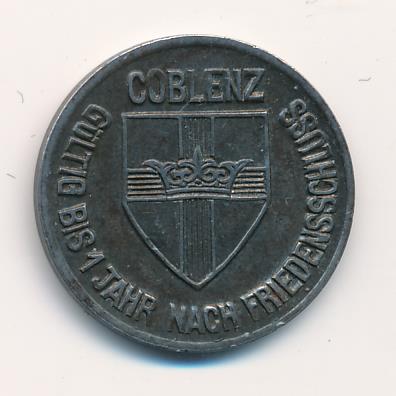 COBLENZ
GÜLTIG BIS 1 JAHR NACH FRIEDENSSCHLUSS